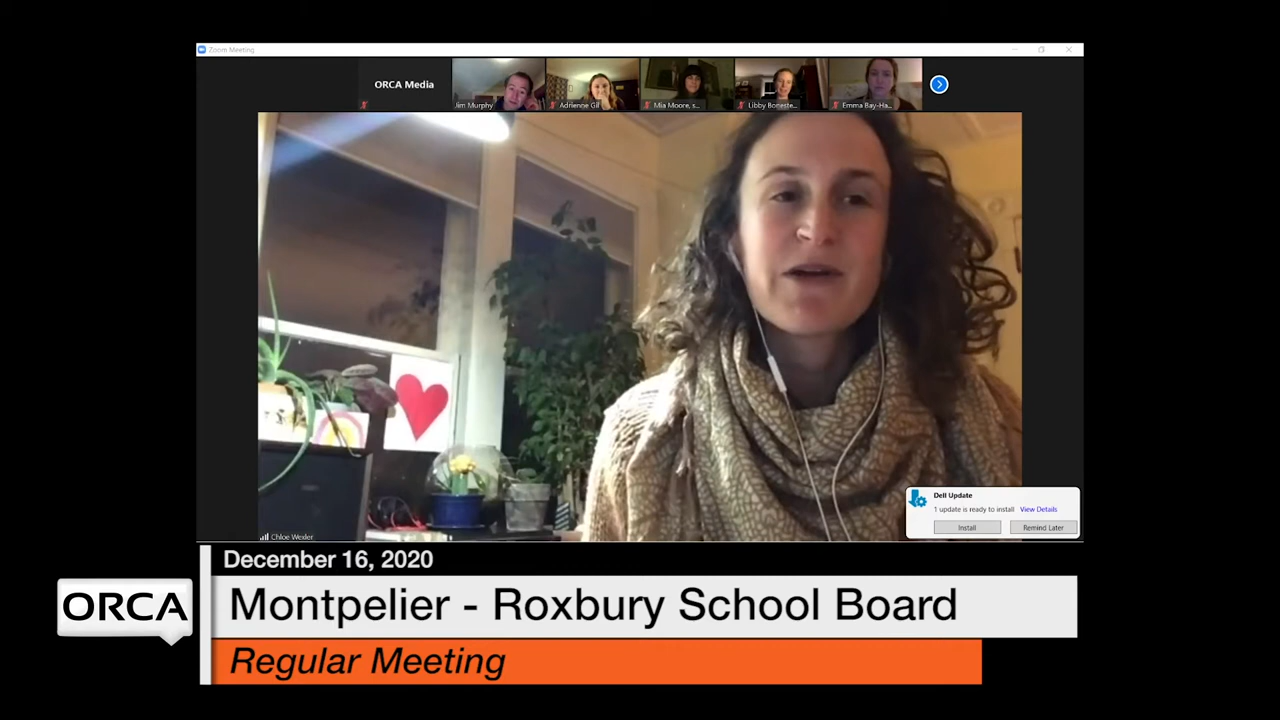 Zoom Meeting
ORCA Media
Jim Murphy
Adrienne Gil
Mia Moore, s...
Libby Boneste...
Emma Bay-Ha...
Dell Update
1 update is ready to install View Details
Install Remind Later
Chloe Wexler
December 16, 2020
ORCA
Montpelier - Roxbury School Board
Regular Meeting